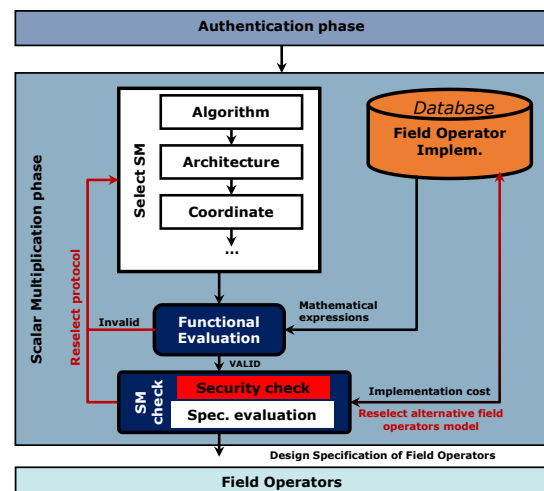 Authentication phase
Scalar Multiplication phase
Select SM
Algorithm
Architecture
Coordinate
...
Database
Field Operator
Implem.
Reselect protocol
Invalid
Functional
Evaluation
Mathematical
expressions
VALID
SM
check
Security check
Spec. evaluation
Implementation cost
Reselect alternative field
operators model
Design Specification of Field Operators
Field Operators